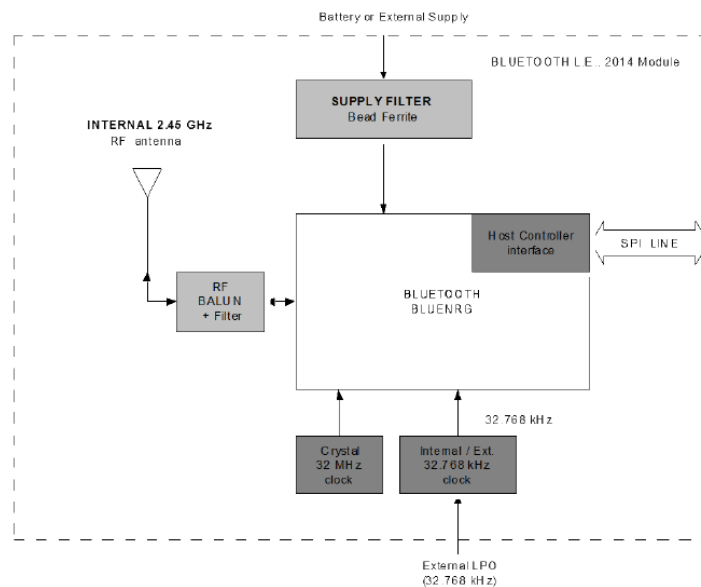 Battery or External Supply
BLUETOOTH L.E., 2014 Module
SUPPLY FILTER
Bead Ferrite
INTERNAL 2.45 GHz
RF antenna
Host Controller
interface
SPI LINE
RF
BALUN
+ Filter
BLUETOOTH
BLUENRG
32.768 kHz
Crystal
32 MHz
clock
Internal / Ext.
32.768 kHz
clock
External LPO
(32.768 kHz)